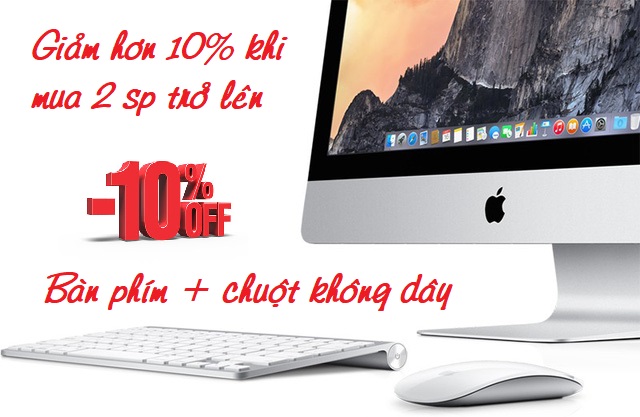 Giảm hơn 10% khi
mua 2 sp trở lên
-10% OFF
Bàn phím + chuột không dây